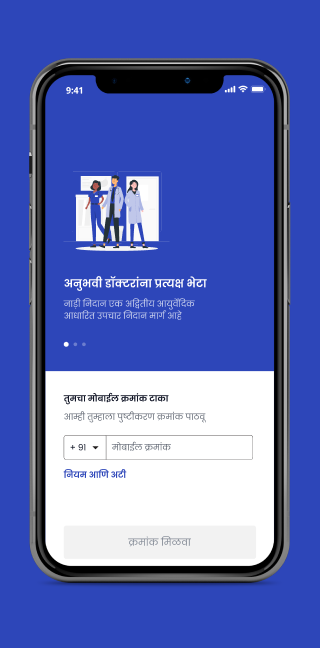 9:41
अनुभवी डॉक्टरांना प्रत्यक्ष भेटा
नाड़ी निदान एक अद्वितीय आयुर्वेदिक
आधारित उपचार निदान मार्ग आहे
तुमचा मोबाईल क्रमांक टाका
आम्ही तुम्हाला पुष्टीकरण क्रमांक पाठवू
+ 91 मोबाईल क्रमांक
नियम आणि अटी
क्रमांक मिळवा